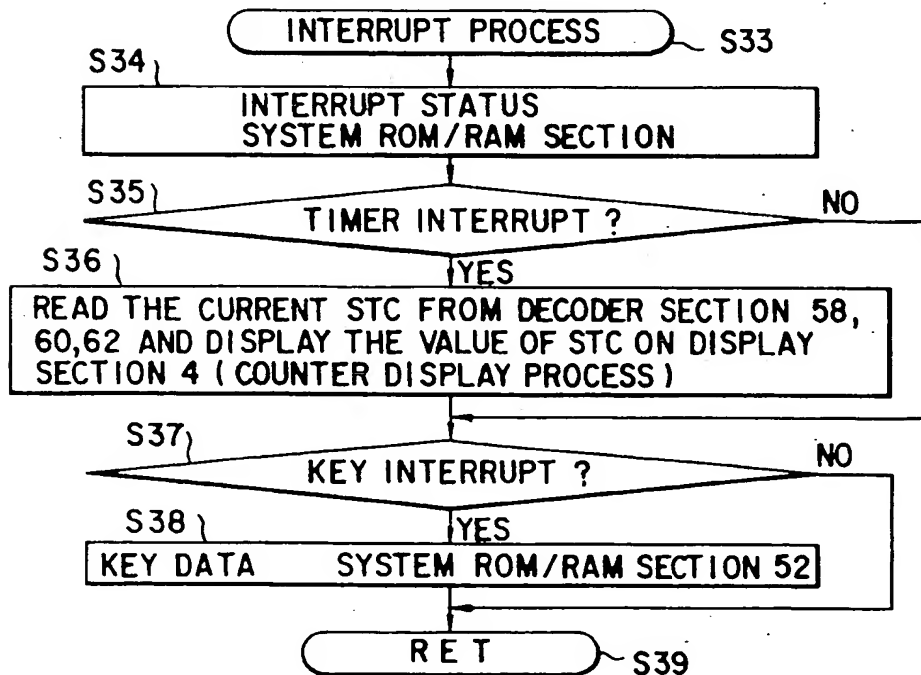 INTERRUPT PROCESS
S33
S34
INTERRUPT STATUS
SYSTEM ROM/RAM SECTION
S35
TIMER INTERRUPT ?
NO
S36
YES
READ THE CURRENT STC FROM DECODER SECTION 58,
60,62 AND DISPLAY THE VALUE OF STC ON DISPLAY
SECTION 4 (COUNTER DISPLAY PROCESS)
S37
KEY INTERRUPT ?
NO
S38
YES
KEY DATA SYSTEM ROM/RAM SECTION 52
RET
S39